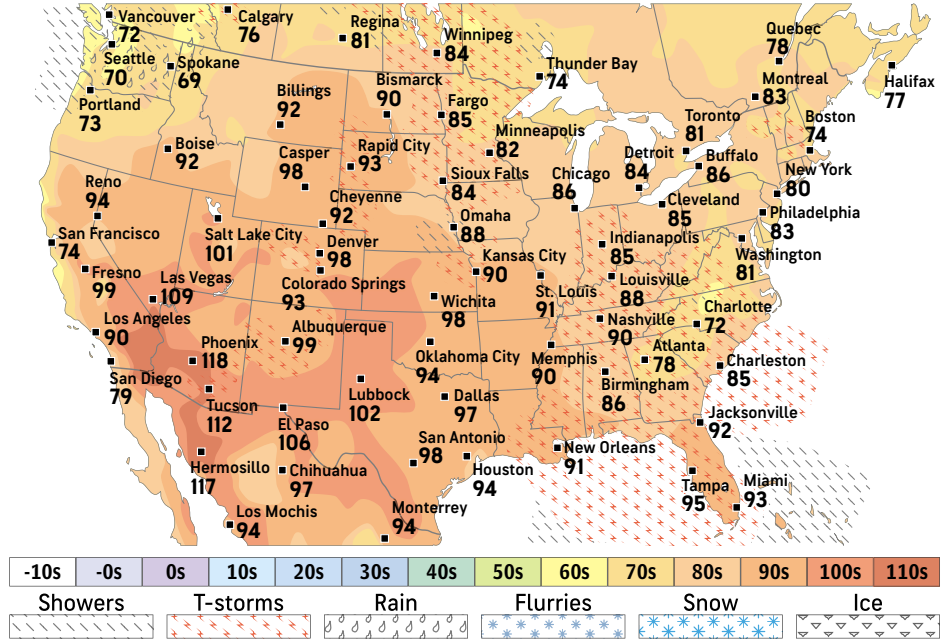 Vancouver
72
Calgary
76
Regina
81
Winnipeg
84
Quebec
78
Seattle
70
Spokane
69
Thunder Bay
74
Montreal
83
Halifax
77
Portland
73
Billings
92
Bismarck
90
Fargo
85
Toronto
81
Boston
74
Minneapolis
82
Boise
92
Casper
98
Rapid City
93
Detroit
84
Buffalo
86
Sioux Falls
84
Chicago
86
New York
80
Reno
94
Cheyenne
92
Cleveland
85
Philadelphia
83
Omaha
88
San Francisco
74
Salt Lake City
101
Denver
98
Indianapolis
85
Washington
81
Kansas City
90
Fresno
99
Las Vegas
109
Colorado Springs
93
St. Louis
91
Louisville
88
Wichita
98
Charlotte
72
Los Angeles
90
Albuquerque
99
Nashville
90
Phoenix
118
Oklahoma City
94
Memphis
90
Atlanta
78
Charleston
85
San Diego
79
Birmingham
86
Lubbock
102
Dallas
97
Tucson
112
Jacksonville
92
El Paso
106
San Antonio
98
New Orleans
91
Hermosillo
117
Chihuahua
97
Houston
94
Tampa
95
Miami
93
Los Mochis
94
Monterrey
94
-10s -0s 0s 10s 20s 30s 40s 50s 60s 70s 80s 90s 100s 110s
Showers T-storms Rain Flurries Snow Ice